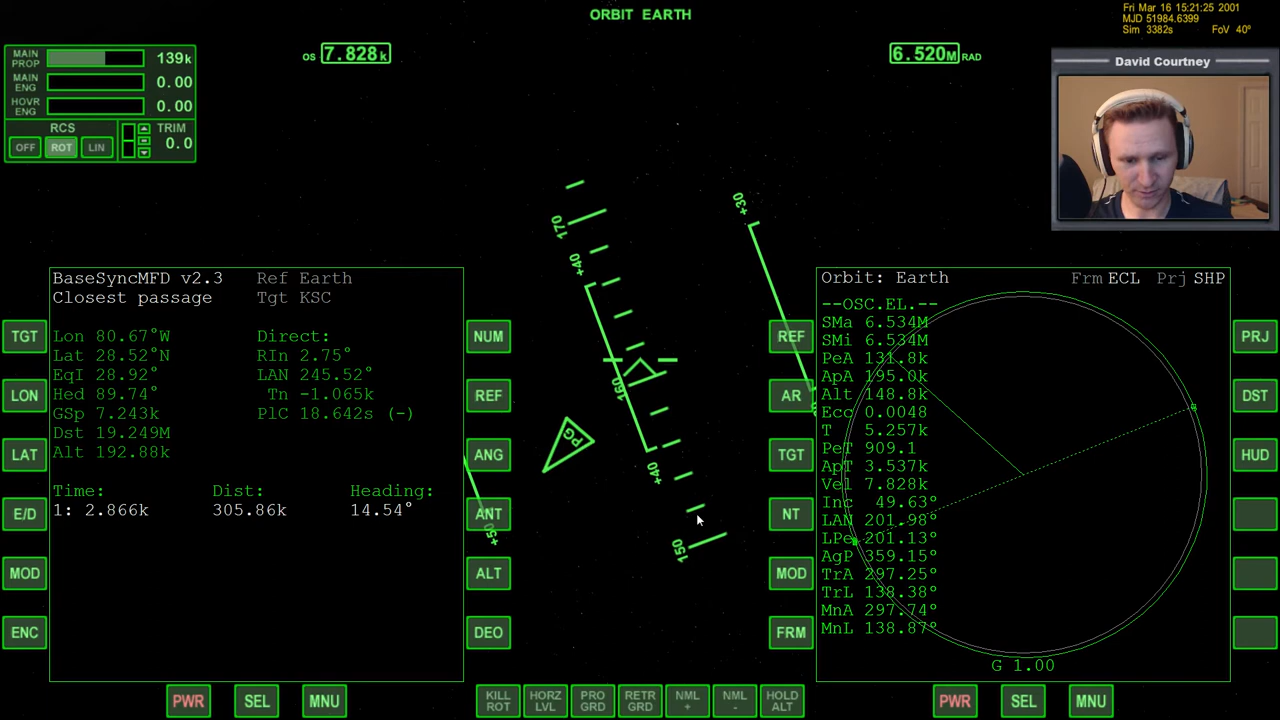 ORBIT EARTH
Fri Mar 16 15:21:25 2001
MJD 51984.6399
Sim 3382s FoV 40°
MAIN PROP 139k
MAIN ENG 0.00
HOVR ENG 0.00
RCS TRIM
OFF ROT LIN 0.0
OS 7.828k
6.520M RAD
David Courtney
170
+40
160
+40
150
+30
+50
PG
BaseSyncMFD v2.3 Ref Earth
Closest passage Tgt KSC
Lon 80.67°W Direct:
Lat 28.52°N RIn 2.75°
EqI 28.92° LAN 245.52°
Hed 89.74° Tn -1.065k
GSp 7.243k PlC 18.642s (-)
Dst 19.249M
Alt 192.88k
Time: Dist: Heading:
1: 2.866k 305.86k 14.54°
TGT
LON
LAT
E/D
MOD
ENC
NUM
REF
ANG
ANT
ALT
DEO
PWR SEL MNU
KILL ROT
HORZ LVL
PRO GRD
RETR GRD
NML +
NML -
HOLD ALT
REF
AR
TGT
NT
MOD
FRM
Orbit: Earth Frm ECL Prj SHP
--OSC.EL.--
SMa 6.534M
SMi 6.534M
PeA 131.8k
ApA 195.0k
Alt 148.8k
Ecc 0.0048
T 5.257k
PeT 909.1
ApT 3.537k
Vel 7.828k
Inc 49.63°
LAN 201.98°
LPe 201.13°
AgP 359.15°
TrA 297.25°
TrL 138.38°
MnA 297.74°
MnL 138.87°
G 1.00
PRJ
DST
HUD
PWR SEL MNU